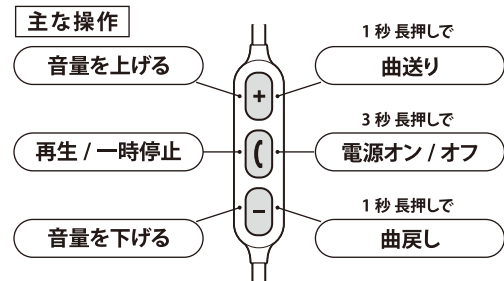 主な操作
1秒長押しで
音量を上げる
+
曲送り
3秒長押しで
再生 / 一時停止
電源オン / オフ
1秒長押しで
音量を下げる
−
曲戻し